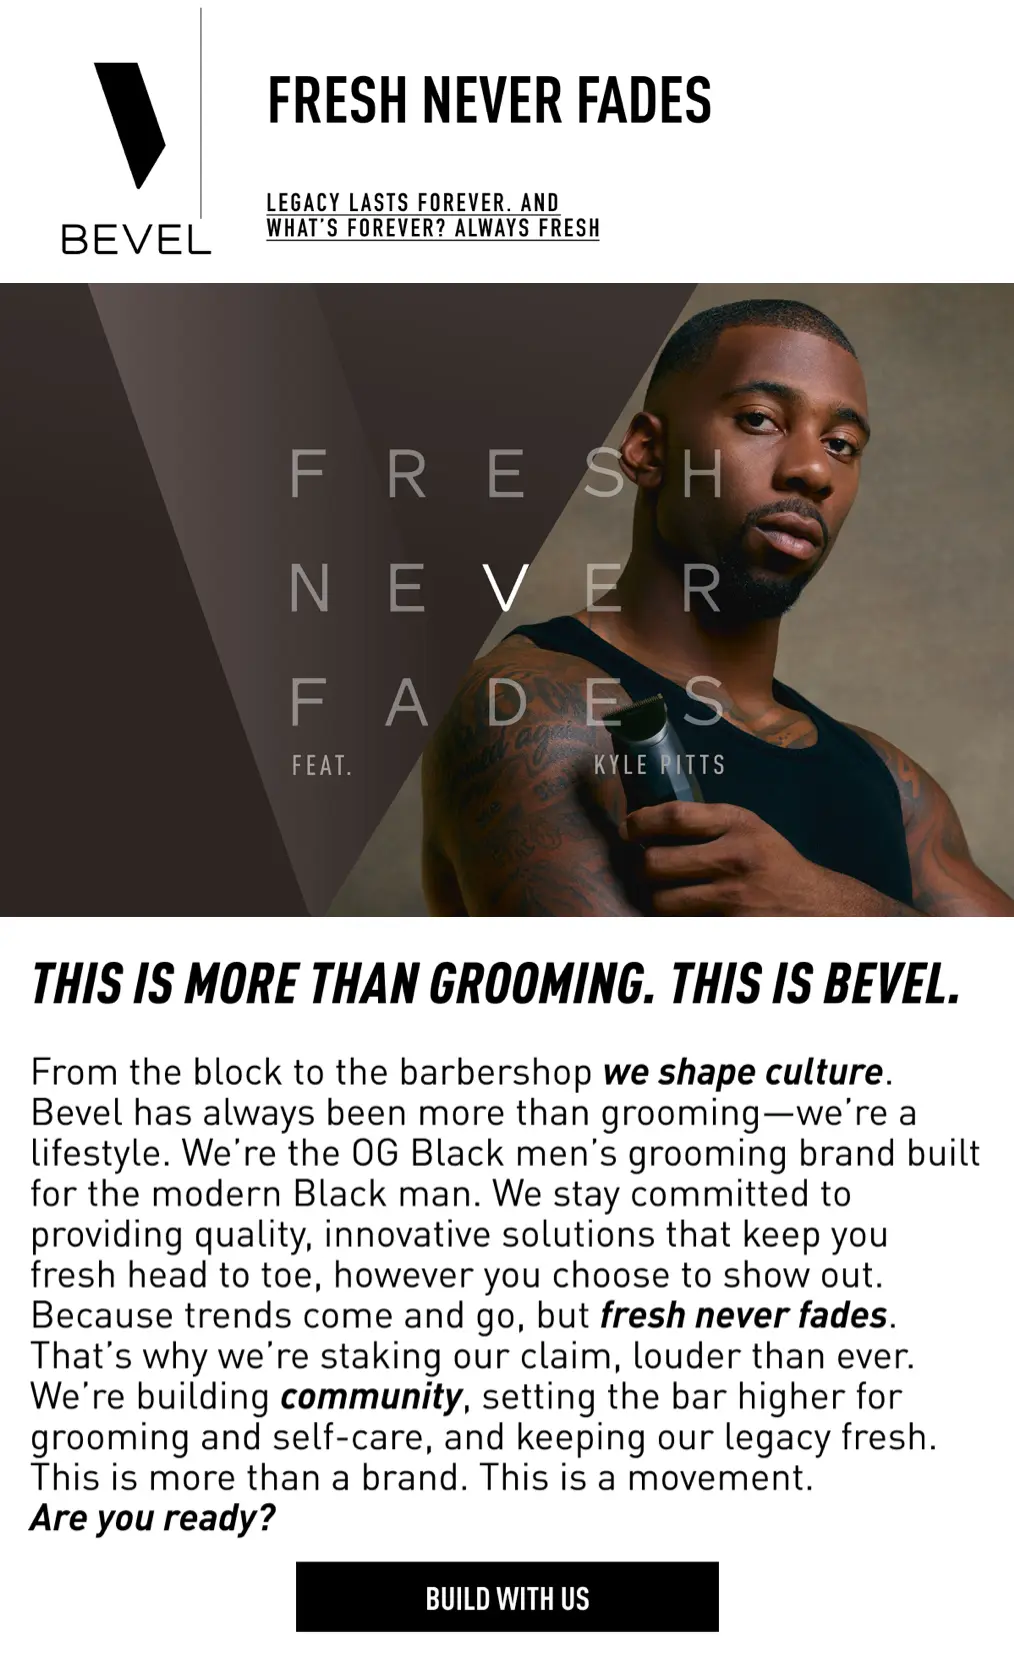 FRESH NEVER FADES
LEGACY LASTS FOREVER. AND
WHAT'S FOREVER? ALWAYS FRESH
BEVEL
FRESH
NEVER
FADES
FEAT. KYLE PITTS
THIS IS MORE THAN GROOMING. THIS IS BEVEL.
From the block to the barbershop we shape culture.
Bevel has always been more than grooming—we're a
lifestyle. We're the OG Black men's grooming brand built
for the modern Black man. We stay committed to
providing quality, innovative solutions that keep you
fresh head to toe, however you choose to show out.
Because trends come and go, but fresh never fades.
That's why we're staking our claim, louder than ever.
We're building community, setting the bar higher for
grooming and self-care, and keeping our legacy fresh.
This is more than a brand. This is a movement.
Are you ready?
BUILD WITH US